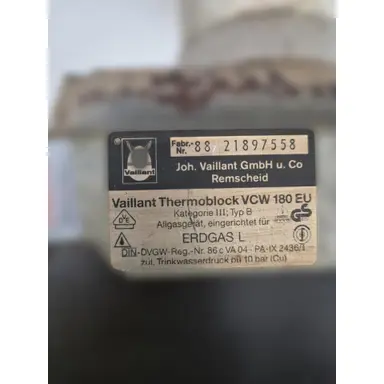 Fabr.-Nr. 88/ 21897558
Vaillant
Joh. Vaillant GmbH u. Co
Remscheid
Vaillant Thermoblock VCW 180 EU
Kategorie III; Typ B
Allgasgerät, eingerichtet für
ERDGAS L
DIN-DVGW-Reg.-Nr. 86 c VA 04 - PA-IX 2436/1
zul. Trinkwasserdruck pü 10 bar (Cu)